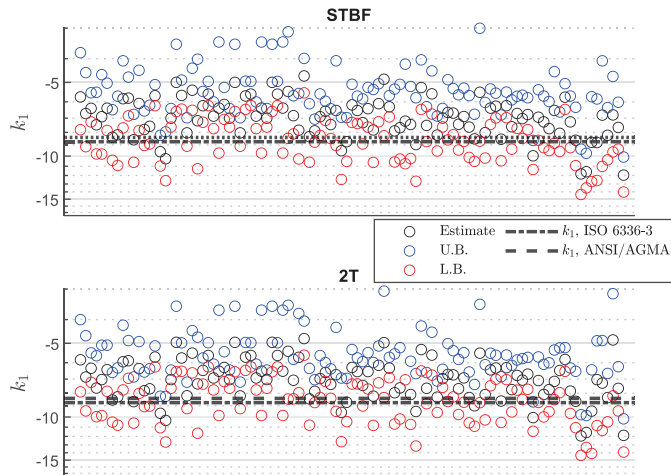 STBF
k1
-5
-10
-15
Estimate
U.B.
L.B.
k1, ISO 6336-3
k1, ANSI/AGMA
2T
k1
-5
-10
-15